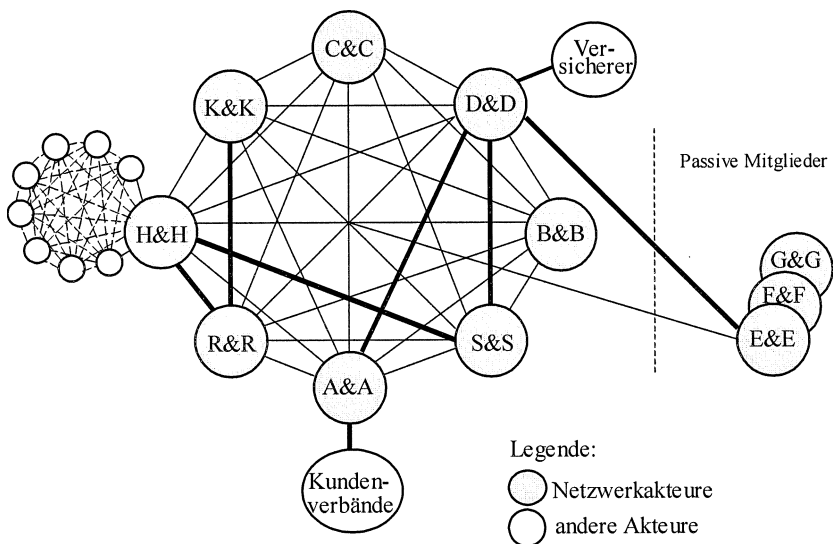 C&C
Ver-
sicherer
K&K
D&D
Passive Mitglieder
H&H
B&B
G&G
F&F
E&E
R&R
S&S
A&A
Kunden-
verbände
Legende:
Netzwerkakteure
andere Akteure